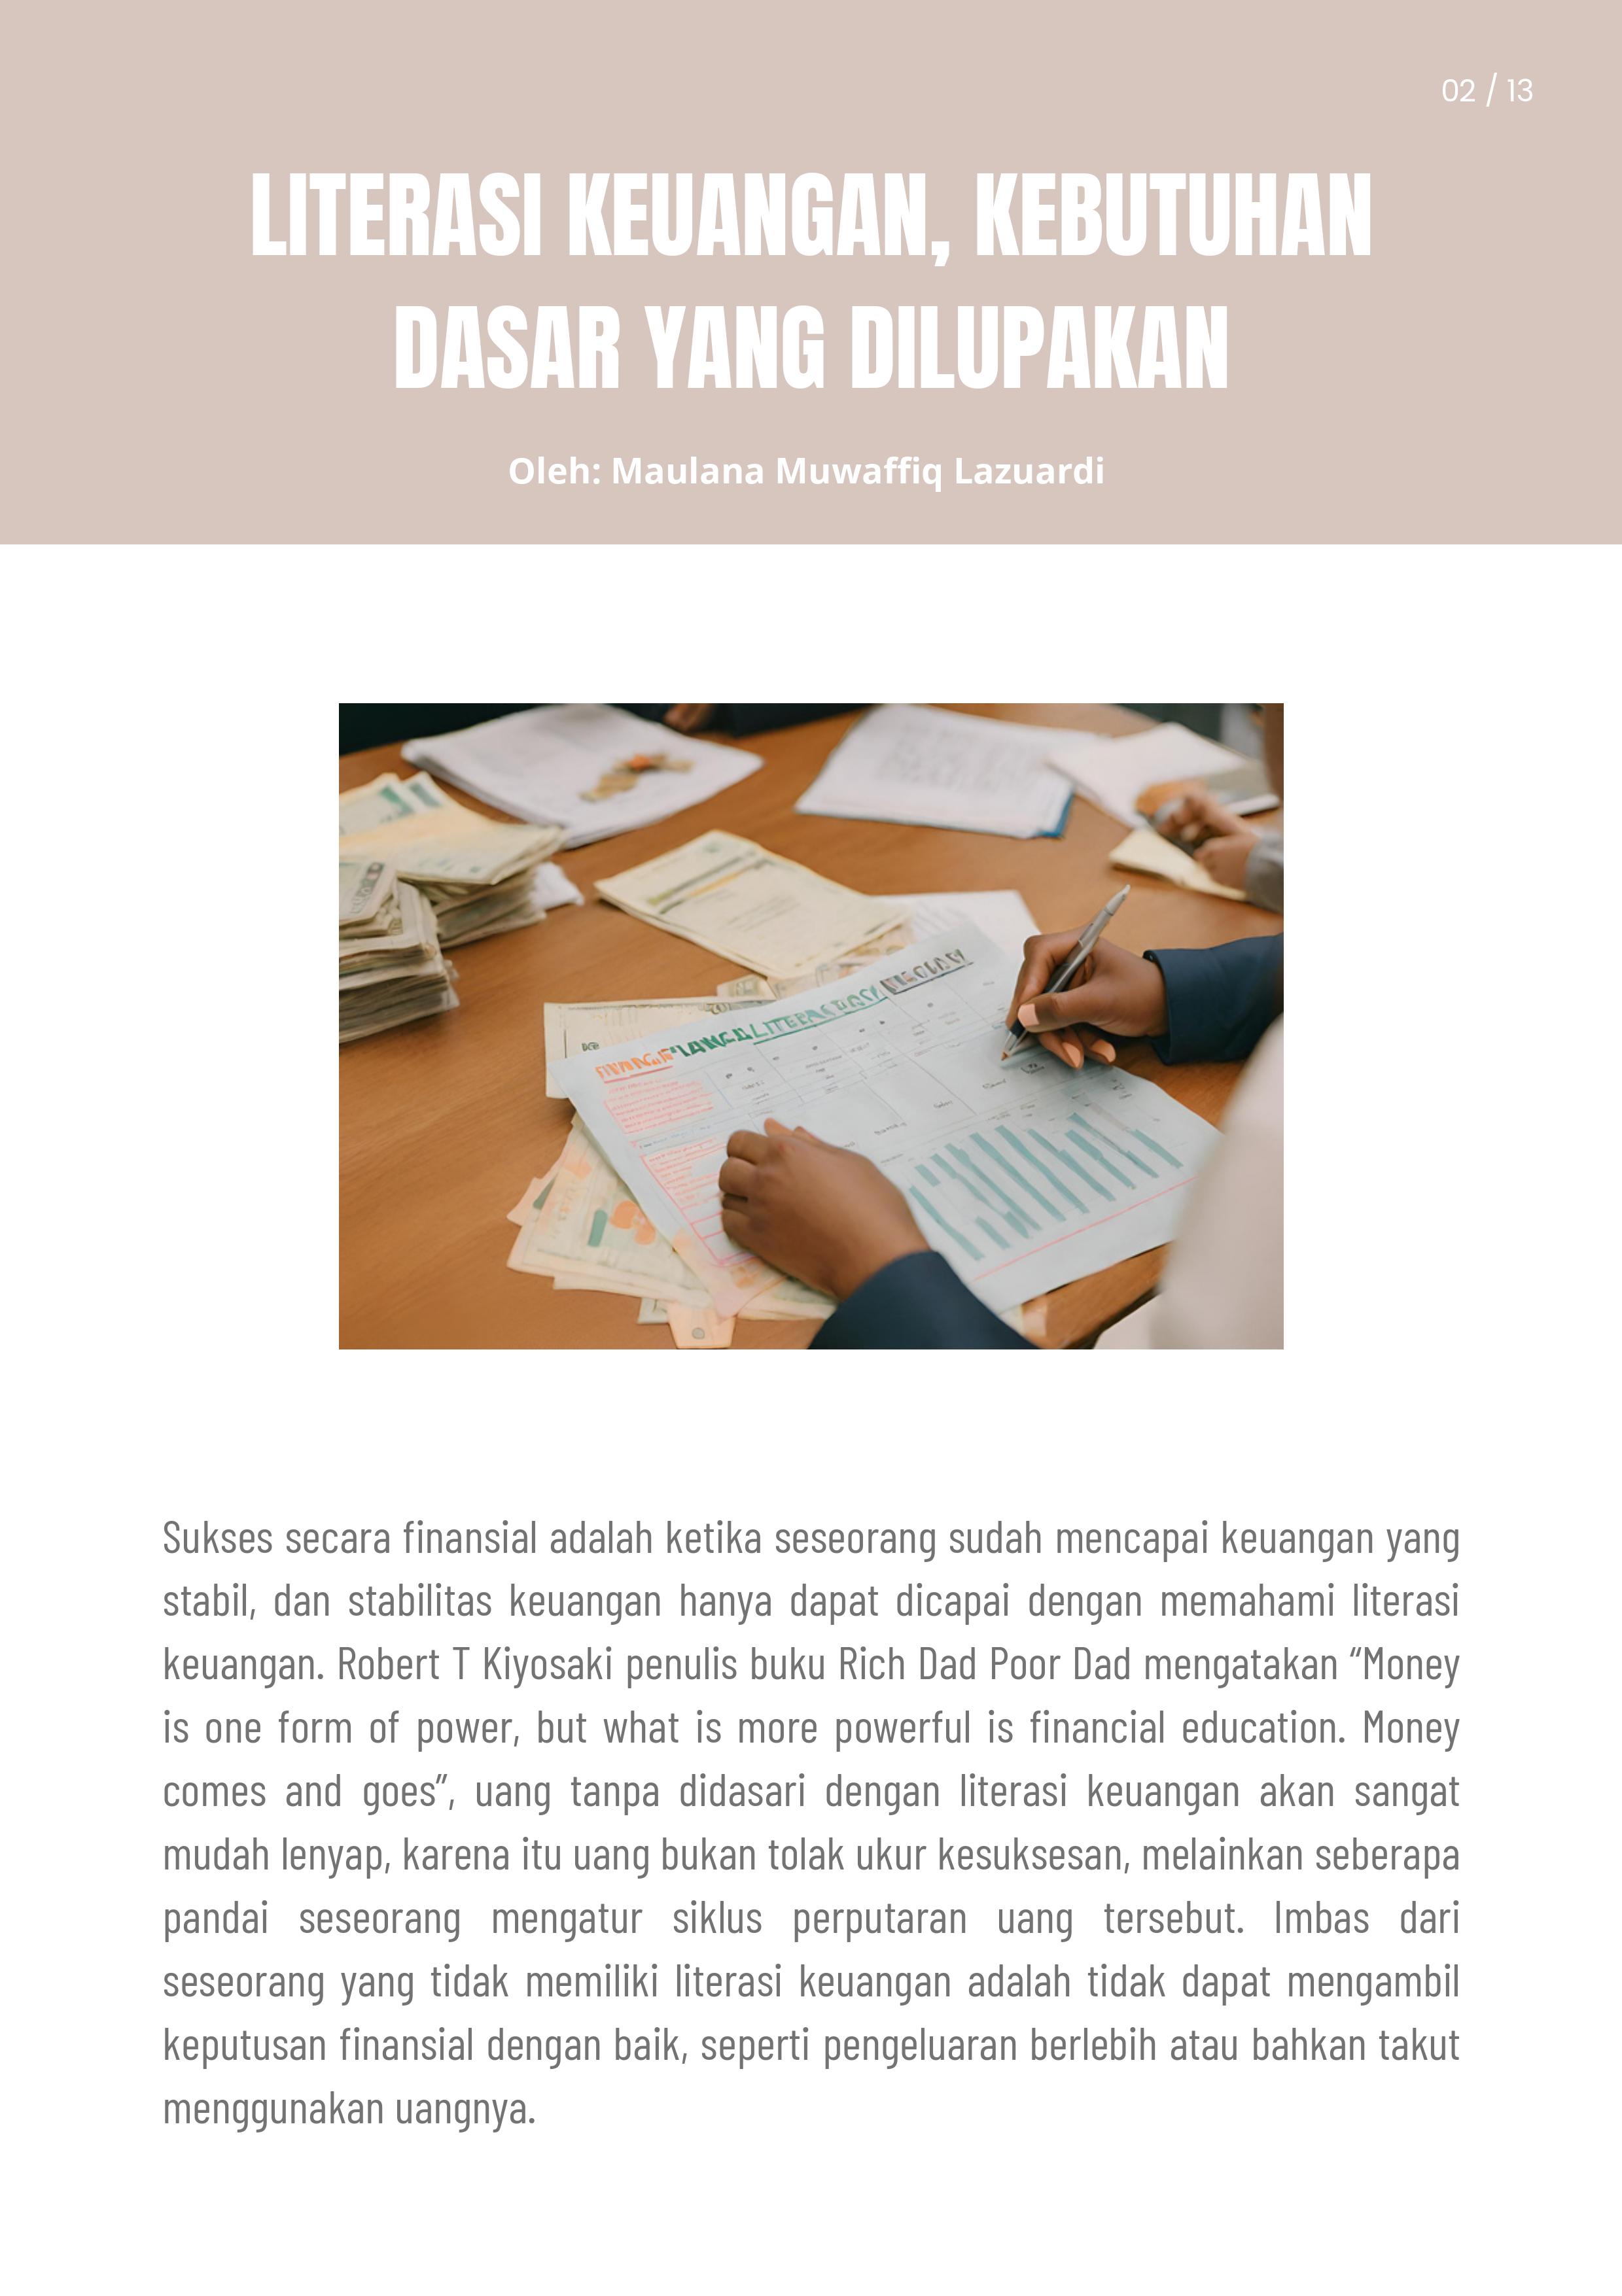 02 / 13
LITERASI KEUANGAN, KEBUTUHAN
DASAR YANG DILUPAKAN
Oleh: Maulana Muwaffiq Lazuardi
Sukses secara finansial adalah ketika seseorang sudah mencapai keuangan yang
stabil, dan stabilitas keuangan hanya dapat dicapai dengan memahami literasi
keuangan. Robert T Kiyosaki penulis buku Rich Dad Poor Dad mengatakan “Money
is one form of power, but what is more powerful is financial education. Money
comes and goes”, uang tanpa didasari dengan literasi keuangan akan sangat
mudah lenyap, karena itu uang bukan tolak ukur kesuksesan, melainkan seberapa
pandai seseorang mengatur siklus perputaran uang tersebut. Imbas dari
seseorang yang tidak memiliki literasi keuangan adalah tidak dapat mengambil
keputusan finansial dengan baik, seperti pengeluaran berlebih atau bahkan takut
menggunakan uangnya.